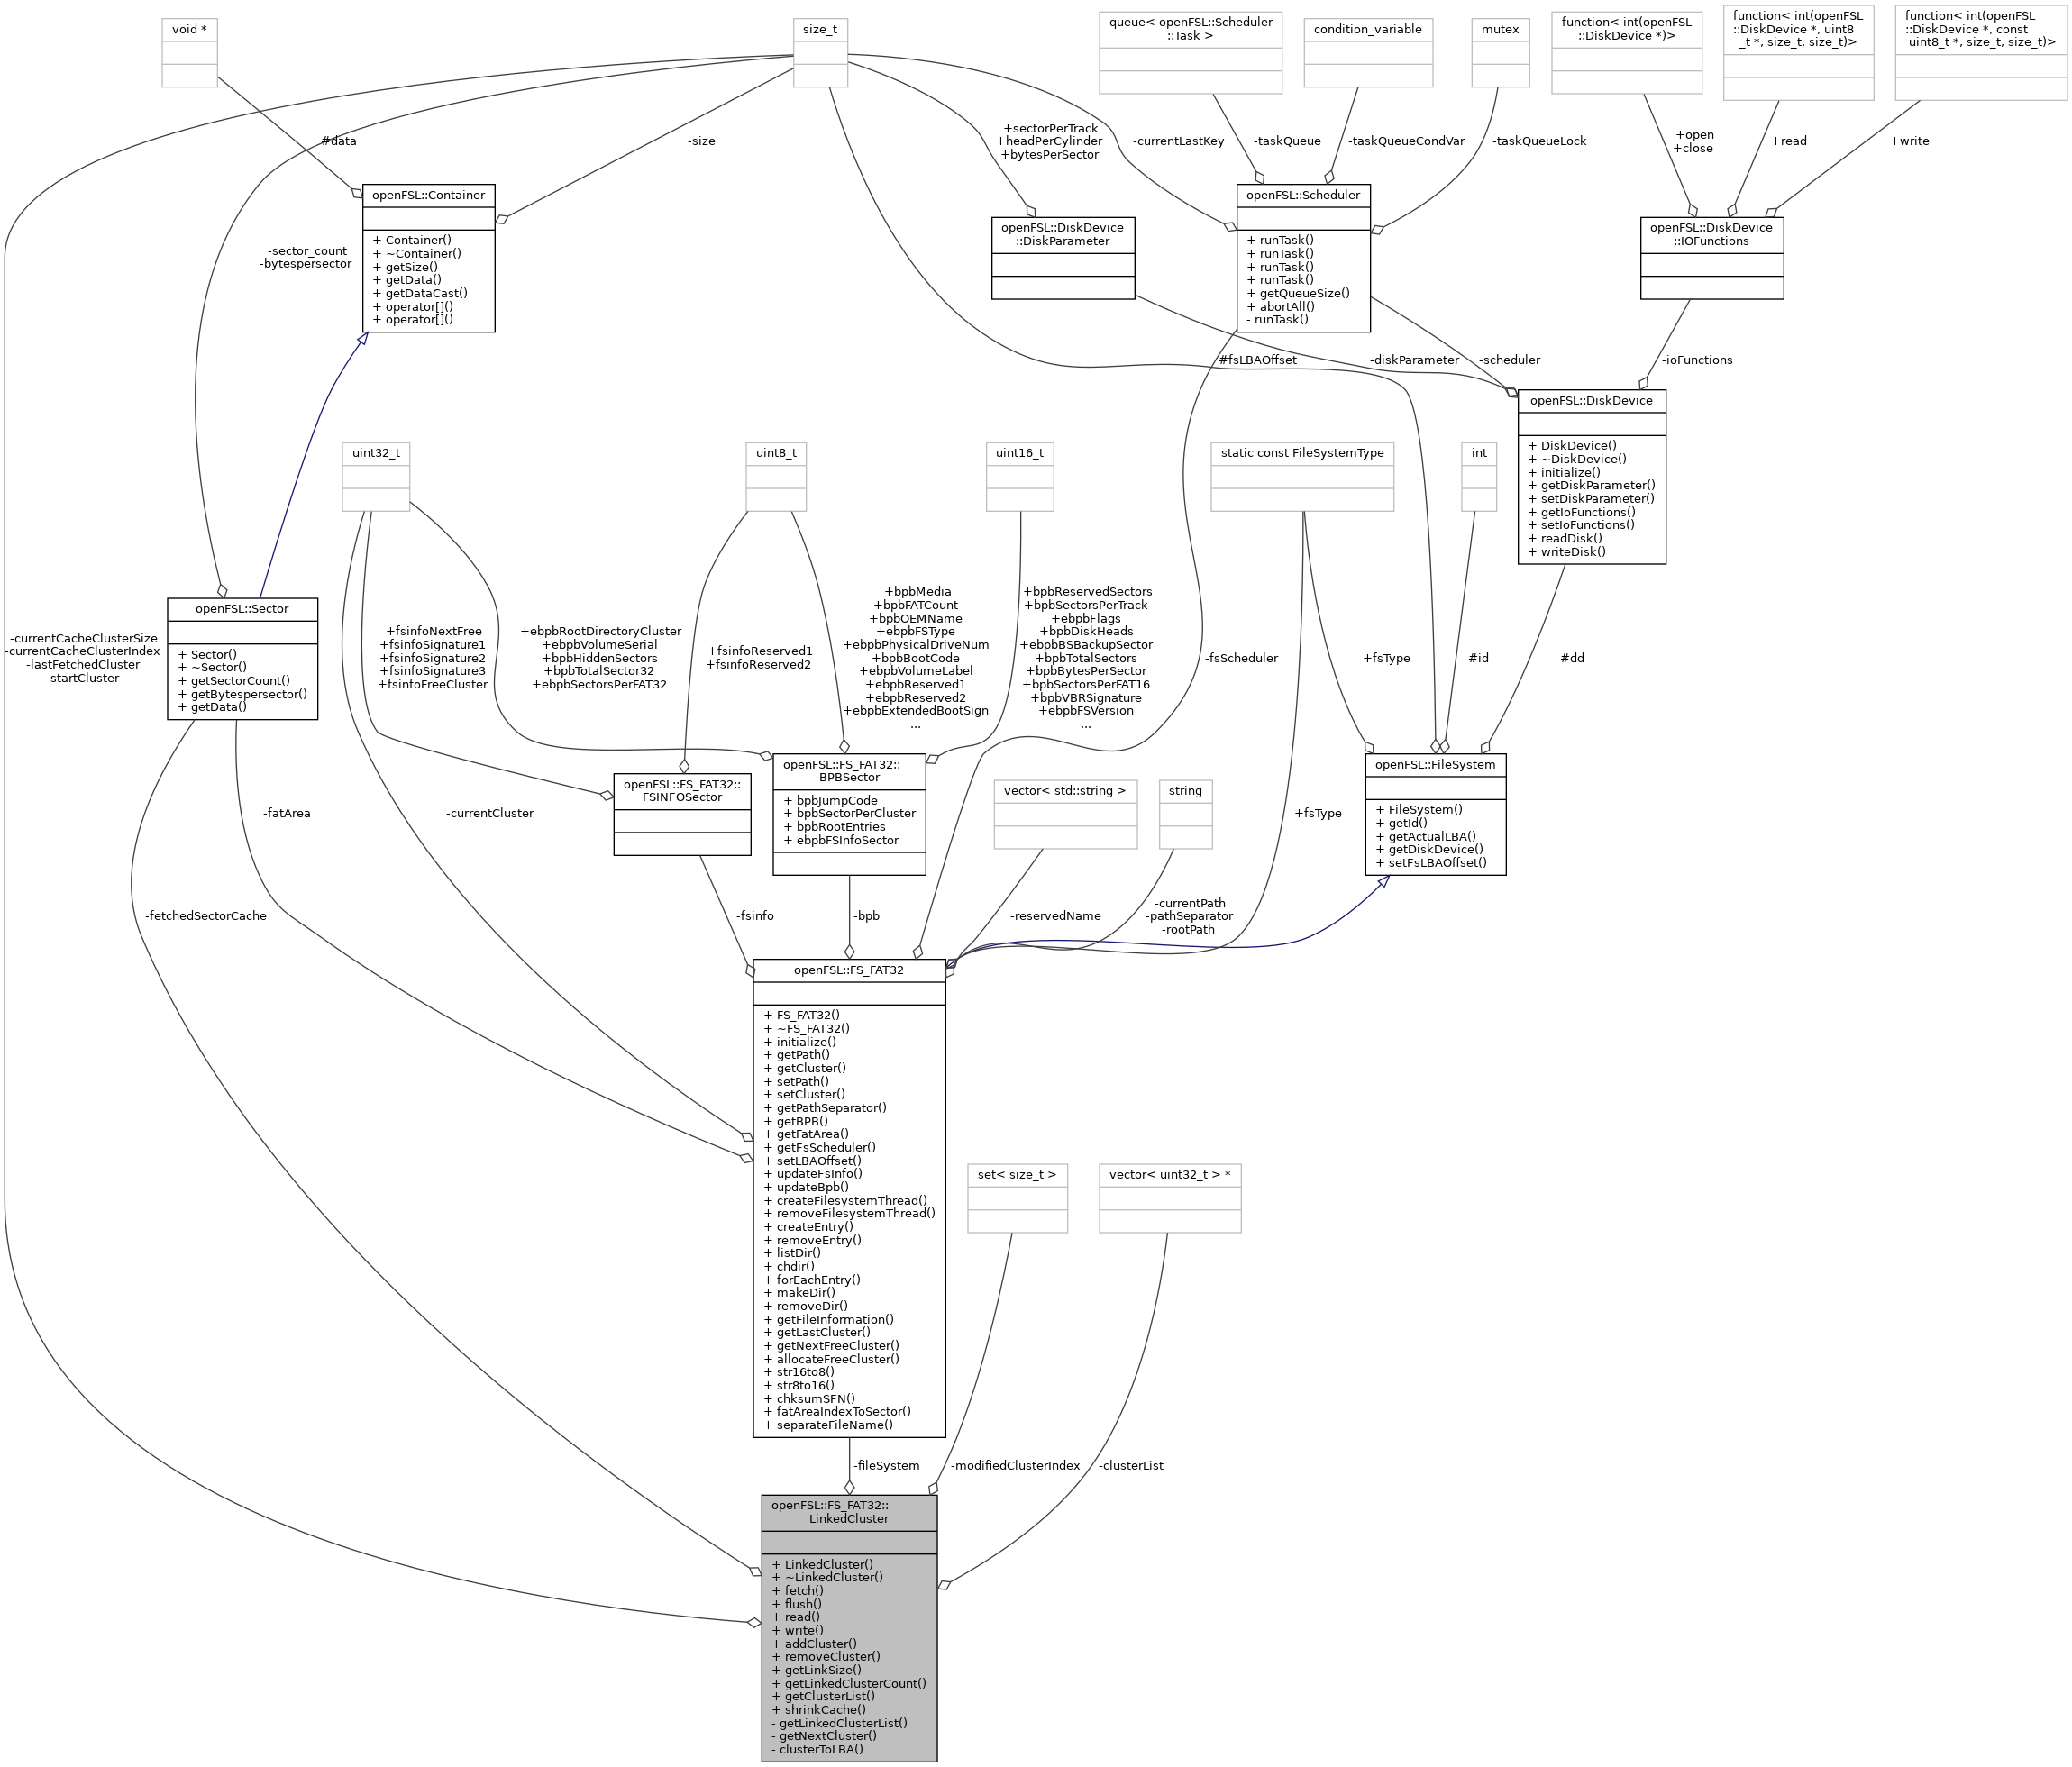 void *
size_t
queue< openFSL::Scheduler
::Task >
condition_variable
mutex
function< int(openFSL
::DiskDevice *)>
function< int(openFSL
::DiskDevice *, uint8
_t *, size_t, size_t)>
function< int(openFSL
::DiskDevice *, const
uint8_t *, size_t, size_t)>
#data
-size
+sectorPerTrack
+headPerCylinder
+bytesPerSector
-currentLastKey
-taskQueue
-taskQueueCondVar
-taskQueueLock
+open
+close
+read
+write
openFSL::Container
+ Container()
+ ~Container()
+ getSize()
+ getData()
+ getDataCast()
+ operator[]()
+ operator[]()
openFSL::DiskDevice
::DiskParameter
openFSL::Scheduler
+ runTask()
+ runTask()
+ runTask()
+ runTask()
+ getQueueSize()
+ abortAll()
- runTask()
openFSL::DiskDevice
::IOFunctions
-sector_count
-bytespersector
#fsLBAOffset
-diskParameter
-scheduler
-ioFunctions
openFSL::DiskDevice
+ DiskDevice()
+ ~DiskDevice()
+ initialize()
+ getDiskParameter()
+ setDiskParameter()
+ getIoFunctions()
+ setIoFunctions()
+ readDisk()
+ writeDisk()
uint32_t
uint8_t
uint16_t
static const FileSystemType
int
openFSL::Sector
+ Sector()
+ ~Sector()
+ getSectorCount()
+ getBytespersector()
+ getData()
-currentCacheClusterSize
-currentCacheClusterIndex
-lastFetchedCluster
-startCluster
+fsinfoNextFree
+fsinfoSignature1
+fsinfoSignature2
+fsinfoSignature3
+fsinfoFreeCluster
+ebpbRootDirectoryCluster
+ebpbVolumeSerial
+bpbHiddenSectors
+bpbTotalSector32
+ebpbSectorsPerFAT32
+fsinfoReserved1
+fsinfoReserved2
+bpbMedia
+bpbFATCount
+bpbOEMName
+ebpbFSType
+ebpbPhysicalDriveNum
+bpbBootCode
+ebpbVolumeLabel
+ebpbReserved1
+ebpbReserved2
+ebpbExtendedBootSign
...
+bpbReservedSectors
+bpbSectorsPerTrack
+ebpbFlags
+bpbDiskHeads
+ebpbBSBackupSector
+bpbTotalSectors
+bpbBytesPerSector
+bpbSectorsPerFAT16
+bpbVBRSignature
+ebpbFSVersion
...
-fsScheduler
+fsType
#id
#dd
openFSL::FS_FAT32::
FSINFOSector
openFSL::FS_FAT32::
BPBSector
+ bpbJumpCode
+ bpbSectorPerCluster
+ bpbRootEntries
+ ebpbFSInfoSector
vector< std::string >
string
openFSL::FileSystem
+ FileSystem()
+ getId()
+ getActualLBA()
+ getDiskDevice()
+ setFsLBAOffset()
-fatArea
-currentCluster
+fsType
-fetchedSectorCache
-fsinfo
-bpb
-reservedName
-currentPath
-pathSeparator
-rootPath
openFSL::FS_FAT32
+ FS_FAT32()
+ ~FS_FAT32()
+ initialize()
+ getPath()
+ getCluster()
+ setPath()
+ setCluster()
+ getPathSeparator()
+ getBPB()
+ getFatArea()
+ getFsScheduler()
+ setLBAOffset()
+ updateFsInfo()
+ updateBpb()
+ createFilesystemThread()
+ removeFilesystemThread()
+ createEntry()
+ removeEntry()
+ listDir()
+ chdir()
+ forEachEntry()
+ makeDir()
+ removeDir()
+ getFileInformation()
+ getLastCluster()
+ getNextFreeCluster()
+ allocateFreeCluster()
+ str16to8()
+ str8to16()
+ chksumSFN()
+ fatAreaIndexToSector()
+ separateFileName()
set< size_t >
vector< uint32_t > *
-fileSystem
-modifiedClusterIndex
-clusterList
openFSL::FS_FAT32::
LinkedCluster
+ LinkedCluster()
+ ~LinkedCluster()
+ fetch()
+ flush()
+ read()
+ write()
+ addCluster()
+ removeCluster()
+ getLinkSize()
+ getLinkedClusterCount()
+ getClusterList()
+ shrinkCache()
- getLinkedClusterList()
- getNextCluster()
- clusterToLBA()